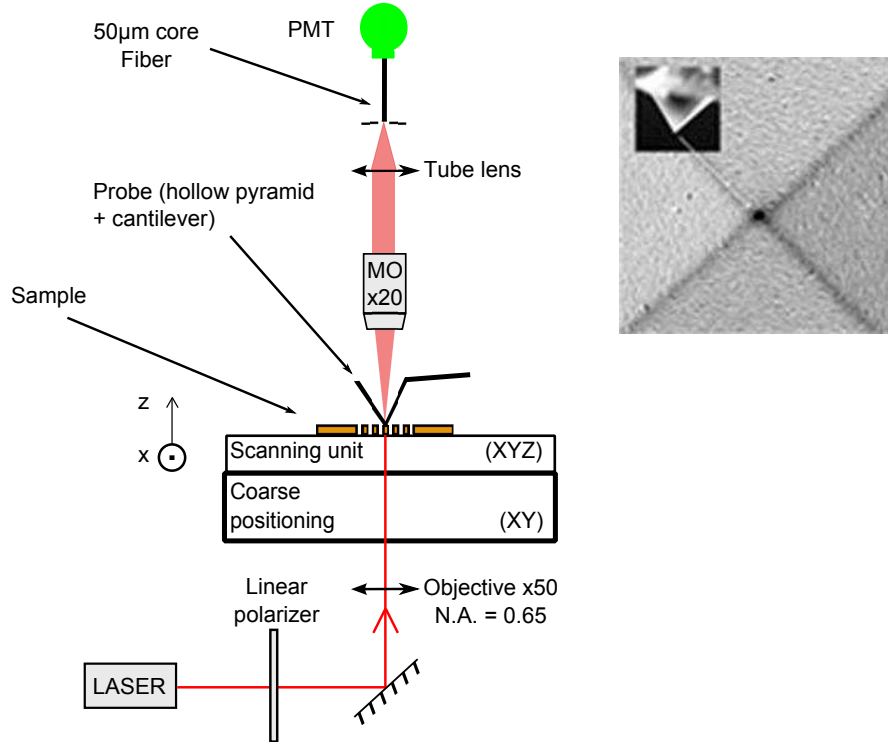 50µm core
Fiber
PMT
Tube lens
Probe (hollow pyramid
+ cantilever)
MO
x20
Sample
z
x
Scanning unit (XYZ)
Coarse
positioning (XY)
Linear
polarizer
Objective x50
N.A. = 0.65
LASER